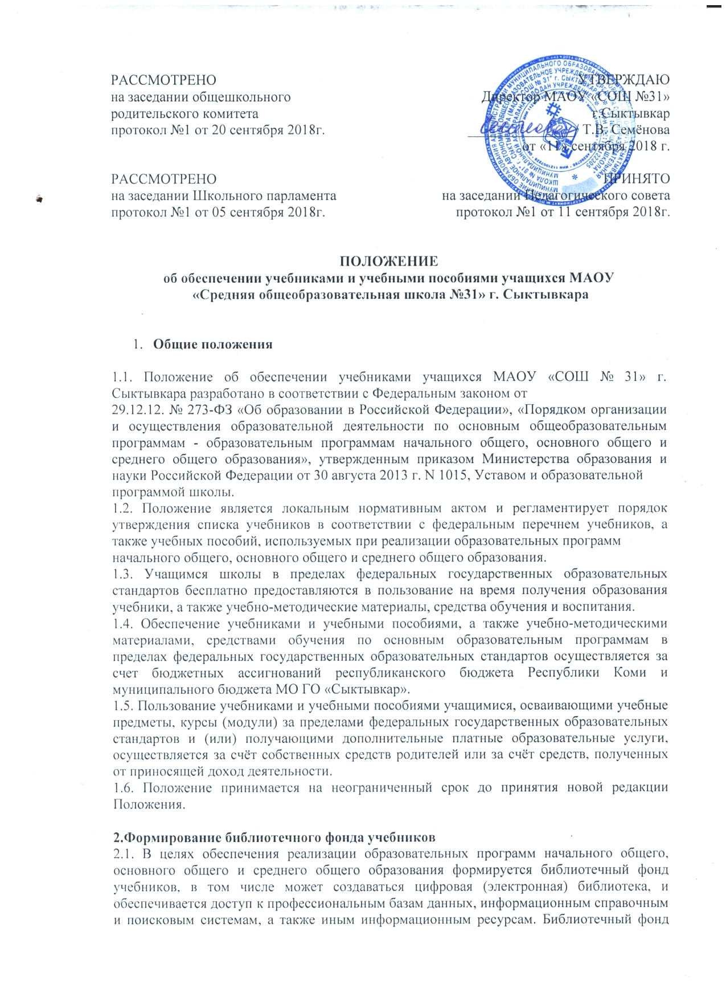 РАССМОТРЕНО
на заседании общешкольного
родительского комитета
протокол №1 от 20 сентября 2018г.
УТВЕРЖДАЮ
Директор МАОУ «СОШ №31»
г.Сыктывкар
/ Т.В. Семёнова
от «11» сентября 2018 г.
РАССМОТРЕНО
на заседании Школьного парламента
протокол №1 от 05 сентября 2018г.
ПРИНЯТО
на заседании Педагогического совета
протокол №1 от 11 сентября 2018г.
ПОЛОЖЕНИЕ
об обеспечении учебниками и учебными пособиями учащихся МАОУ
«Средняя общеобразовательная школа №31» г. Сыктывкара
1. Общие положения
1.1. Положение об обеспечении учебниками учащихся МАОУ «СОШ № 31» г.
Сыктывкара разработано в соответствии с Федеральным законом от
29.12.12. № 273-ФЗ «Об образовании в Российской Федерации», «Порядком организации
и осуществления образовательной деятельности по основным общеобразовательным
программам - образовательным программам начального общего, основного общего и
среднего общего образования», утвержденным приказом Министерства образования и
науки Российской Федерации от 30 августа 2013 г. N 1015, Уставом и образовательной
программой школы.
1.2. Положение является локальным нормативным актом и регламентирует порядок
утверждения списка учебников в соответствии с федеральным перечнем учебников, а
также учебных пособий, используемых при реализации образовательных программ
начального общего, основного общего и среднего общего образования.
1.3. Учащимся школы в пределах федеральных государственных образовательных
стандартов бесплатно предоставляются в пользование на время получения образования
учебники, а также учебно-методические материалы, средства обучения и воспитания.
1.4. Обеспечение учебниками и учебными пособиями, а также учебно-методическими
материалами, средствами обучения по основным образовательным программам в
пределах федеральных государственных образовательных стандартов осуществляется за
счет бюджетных ассигнований республиканского бюджета Республики Коми и
муниципального бюджета МО ГО «Сыктывкар».
1.5. Пользование учебниками и учебными пособиями учащимися, осваивающими учебные
предметы, курсы (модули) за пределами федеральных государственных образовательных
стандартов и (или) получающими дополнительные платные образовательные услуги,
осуществляется за счёт собственных средств родителей или за счёт средств, полученных
от приносящей доход деятельности.
1.6. Положение принимается на неограниченный срок до принятия новой редакции
Положения.
2.Формирование библиотечного фонда учебников
2.1. В целях обеспечения реализации образовательных программ начального общего,
основного общего и среднего общего образования формируется библиотечный фонд
учебников, в том числе может создаваться цифровая (электронная) библиотека, и
обеспечивается доступ к профессиональным базам данных, информационным справочным
и поисковым системам, а также иным информационным ресурсам. Библиотечный фонд